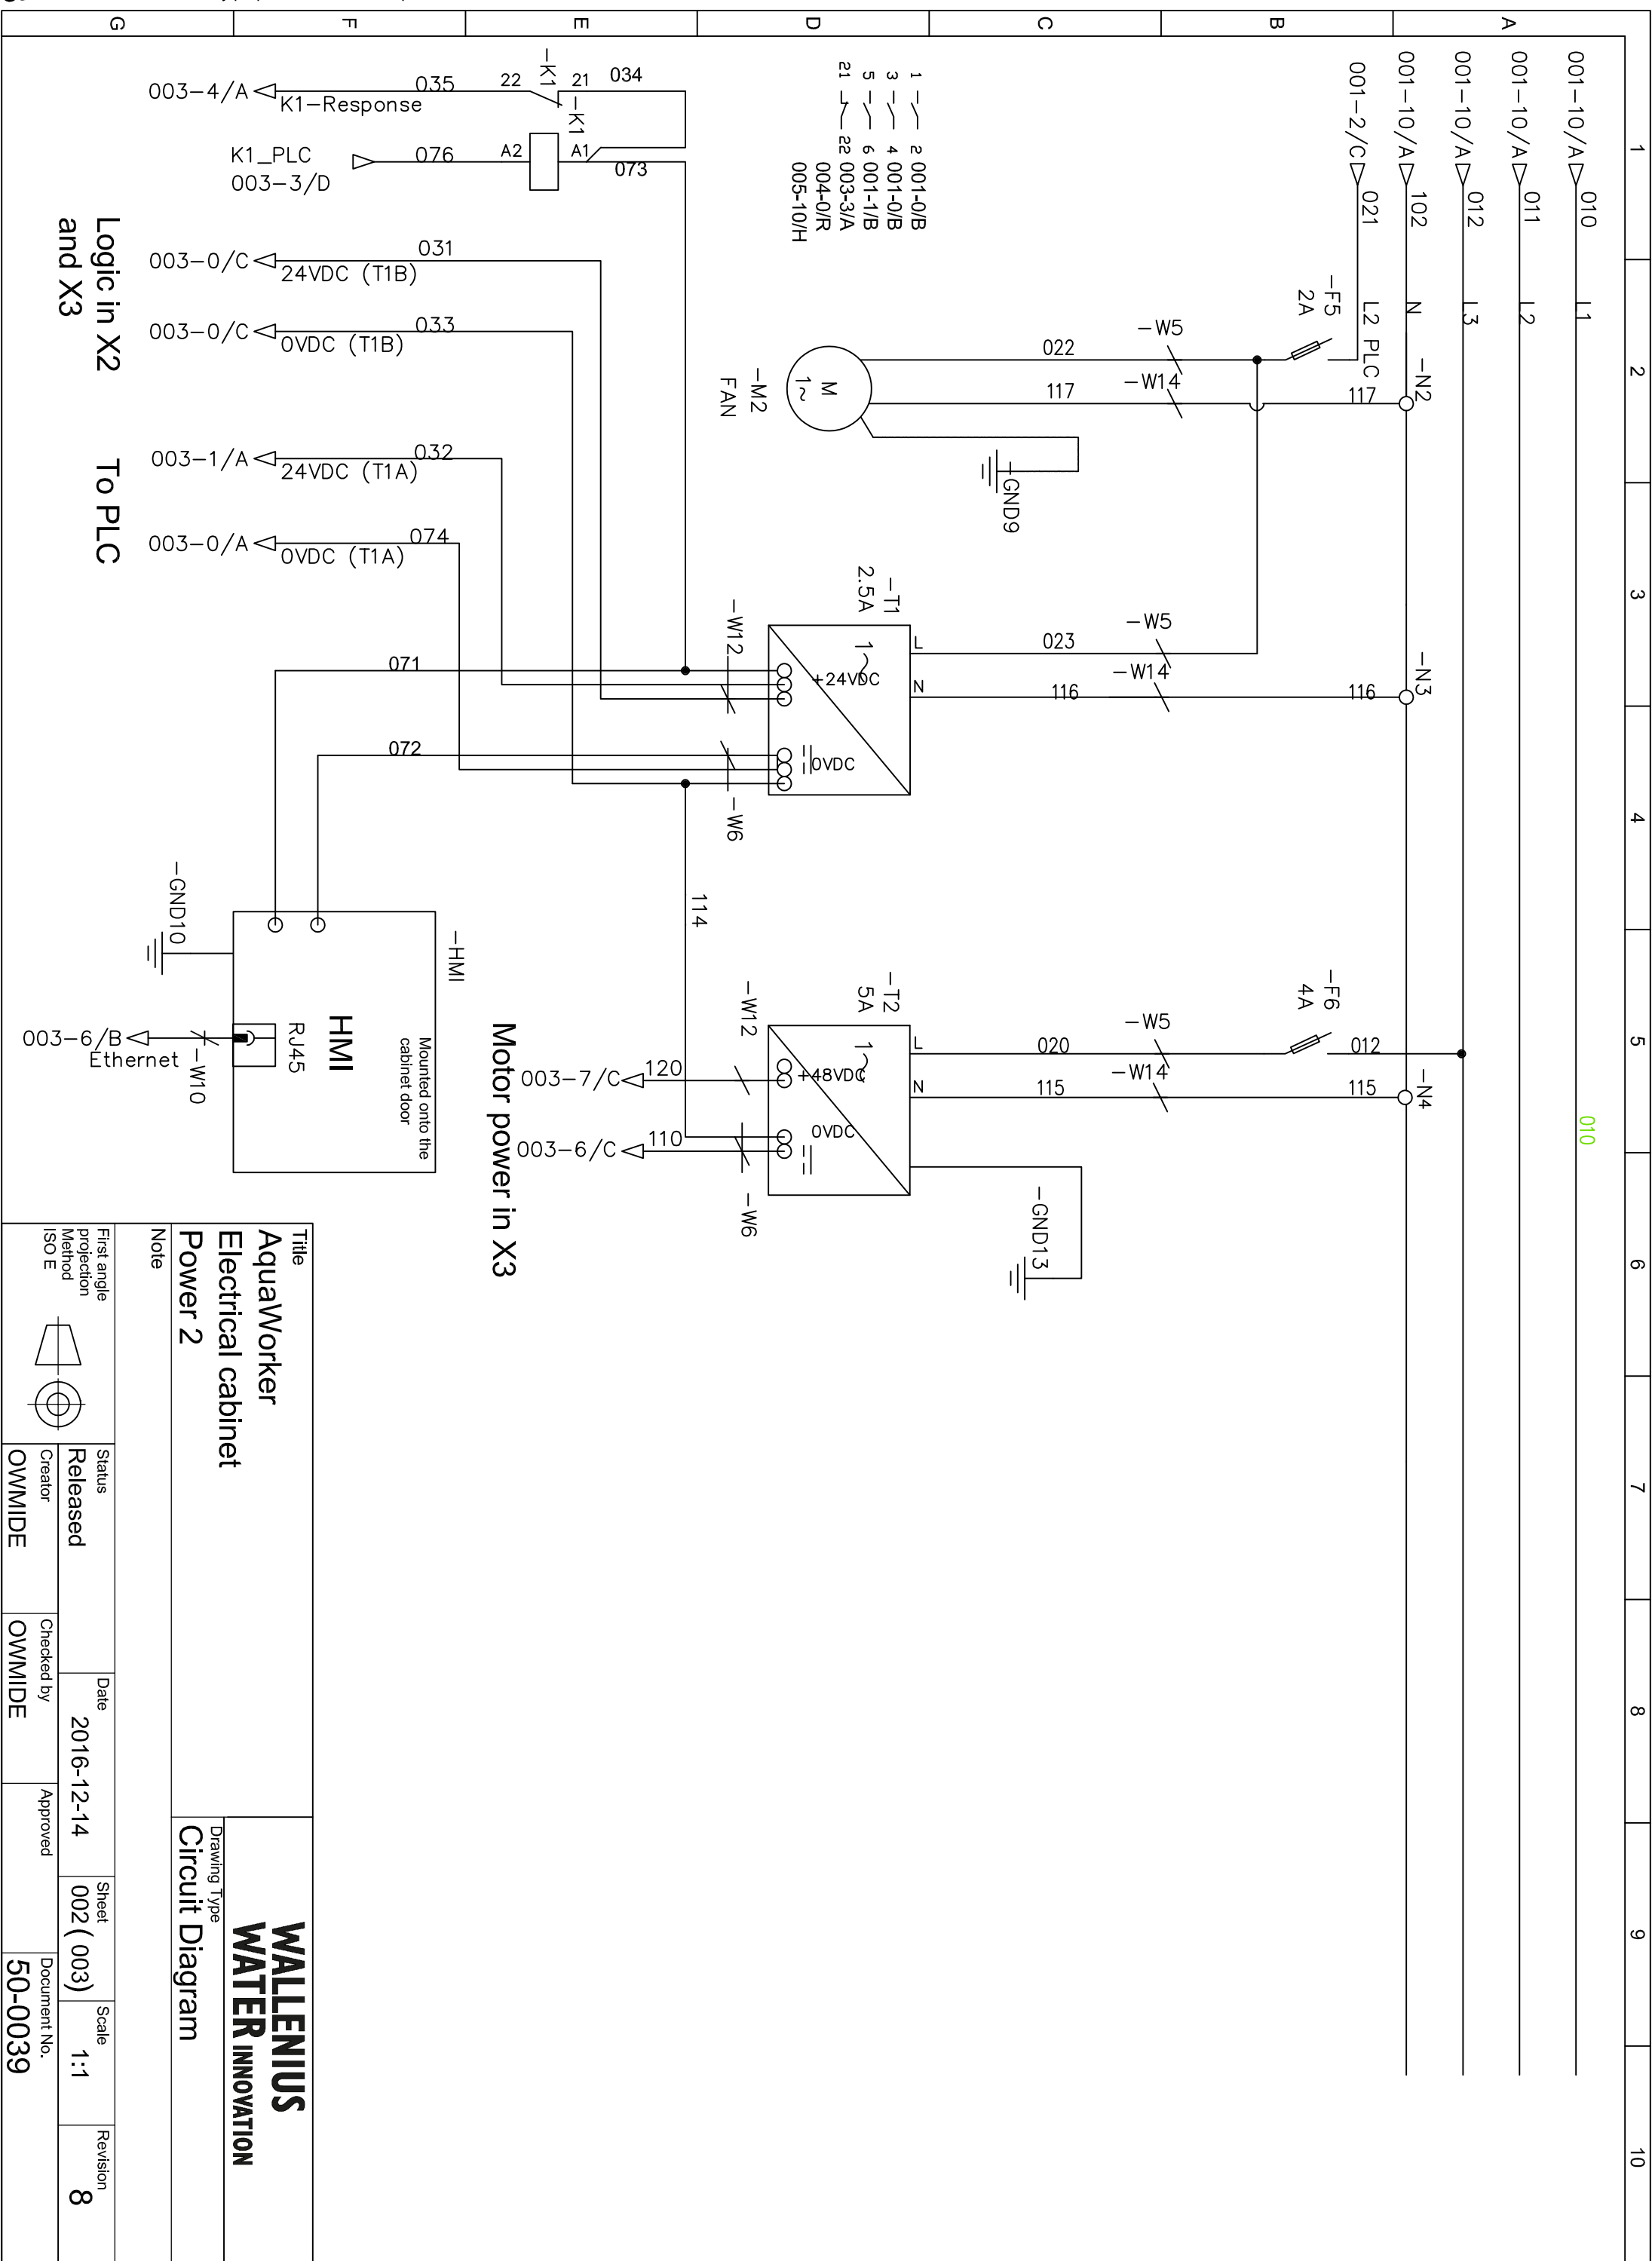 1
2
3
4
5
6
7
8
9
10
A
B
C
D
E
F
G
001-10/A 010 L1
010
001-10/A 011 L2
001-10/A 012 L3
001-10/A 102 N
001-2/C 021 L2 PLC
-N2
-N3
-N4
-F5
2A
-F6
4A
012
117
116
115
-W5
-W14
-W5
-W14
-W5
-W14
022
117
023
116
020
115
-GND9
-GND13
1 2 001-0/B
3 4 001-0/B
5 6 001-1/B
21 22 003-3/A
004-0/R
005-10/H
M
1~
-M2
FAN
-T1
2.5A
L
N
1~
+24VDC
0VDC
-T2
5A
L
N
1~
+48VDC
0VDC
-W12
-W6
-W12
-W6
114
120
003-7/C
110
003-6/C
Motor power in X3
034
-K1
21
22
035
K1-Response
003-4/A
-K1
A1
A2
073
076
K1_PLC
003-3/D
031
24VDC (T1B)
003-0/C
033
0VDC (T1B)
003-0/C
032
24VDC (T1A)
003-1/A
074
0VDC (T1A)
003-0/A
Logic in X2
and X3
To PLC
071
072
-HMI
Mounted onto the
cabinet door
HMI
RJ45
-GND10
-W10
003-6/B
Ethernet
Title
AquaWorker
Electrical cabinet
Power 2
Note
WALLENIUS
WATER INNOVATION
Drawing Type
Circuit Diagram
First angle
projection
Method
ISO E
Status
Released
Date
2016-12-14
Sheet
002 ( 003)
Scale
1:1
Revision
8
Creator
OWMIDE
Checked by
OWMIDE
Approved
Document No.
50-0039